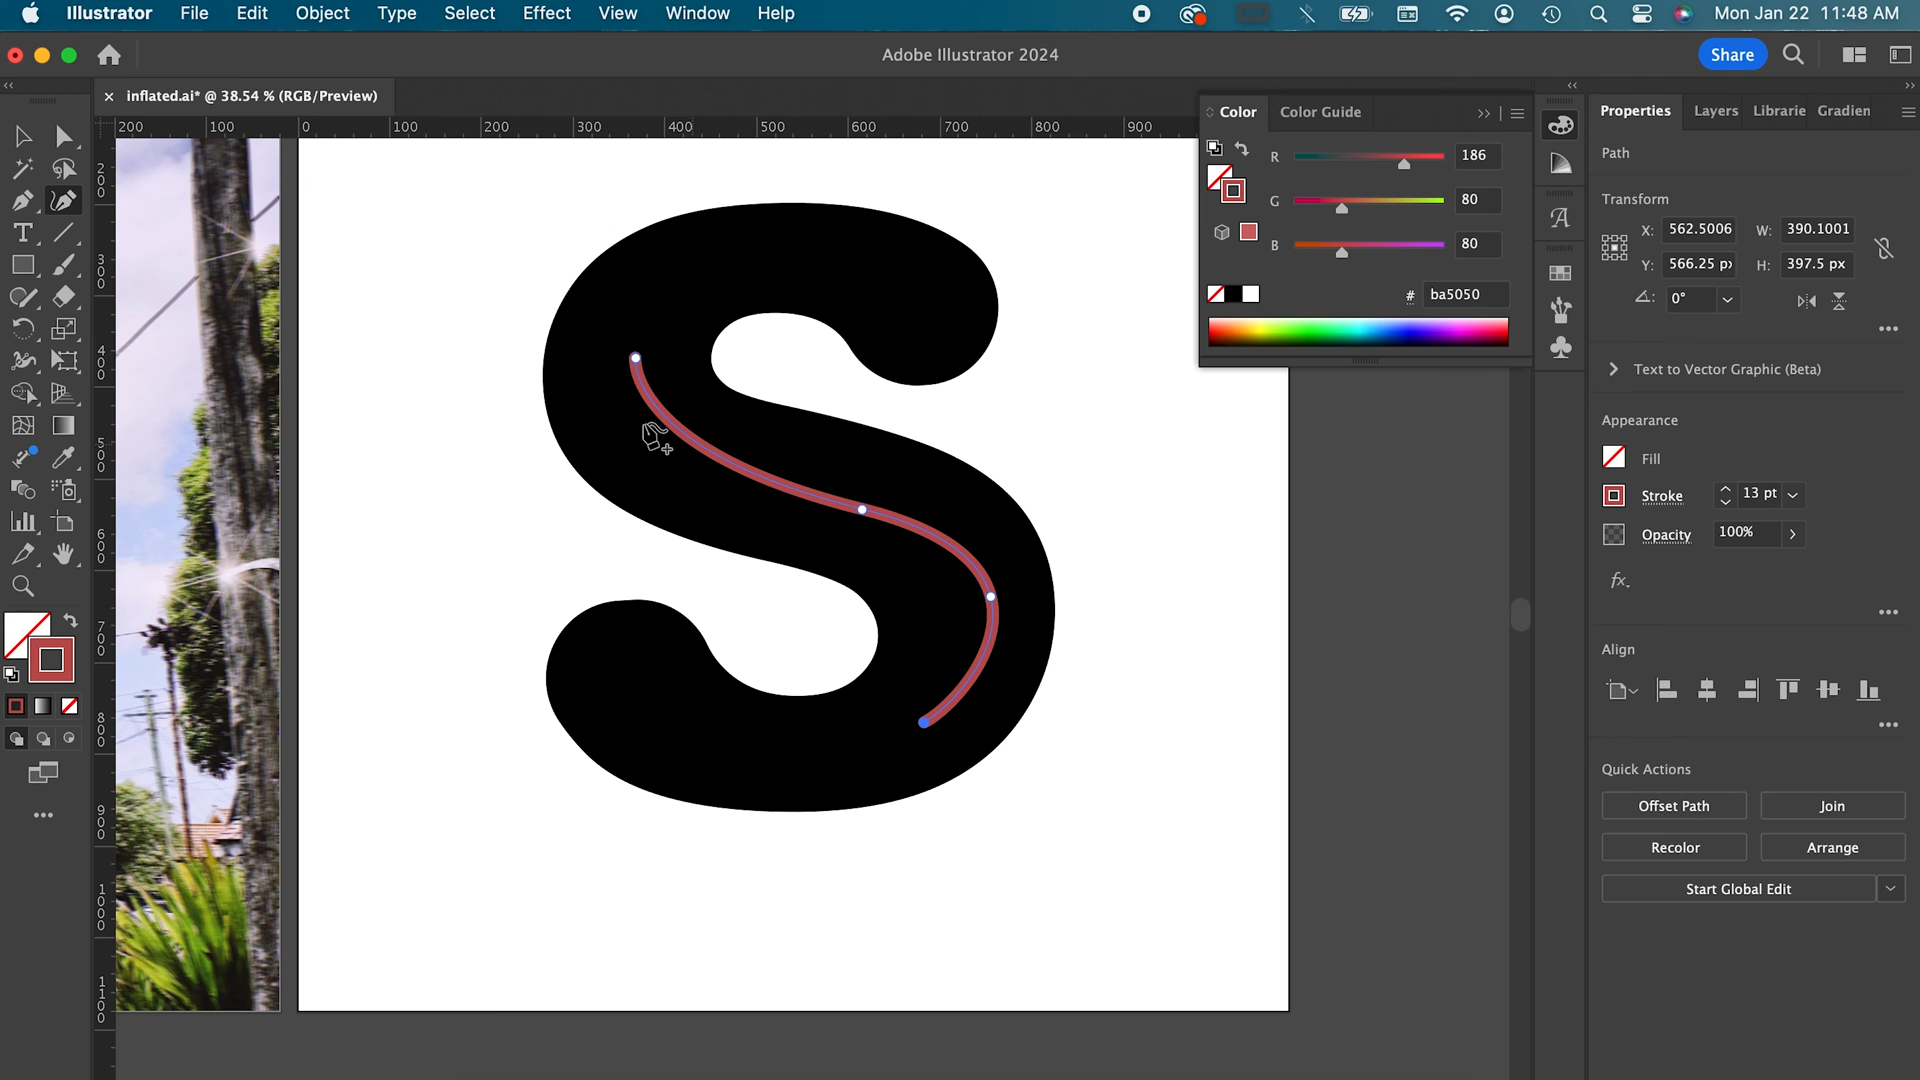 Illustrator File Edit Object Type Select Effect View Window Help Mon Jan 22 11:48 AM
Adobe Illustrator 2024 Share
× inflated.ai* @ 38.54 % (RGB/Preview)
200 100 0 100 200 300 400 500 600 700 800 900
200
300
400
500
600
700
800
900
1000
1100
S
Color Color Guide
R 186
G 80
B 80
# ba5050
Properties Layers Librarie Gradien
Path
Transform
X: 562.5006 W: 390.1001
Y: 566.25 p H: 397.5 px
0°
Text to Vector Graphic (Beta)
Appearance
Fill
Stroke 13 pt
Opacity 100%
fx.
Align
Quick Actions
Offset Path Join
Recolor Arrange
Start Global Edit